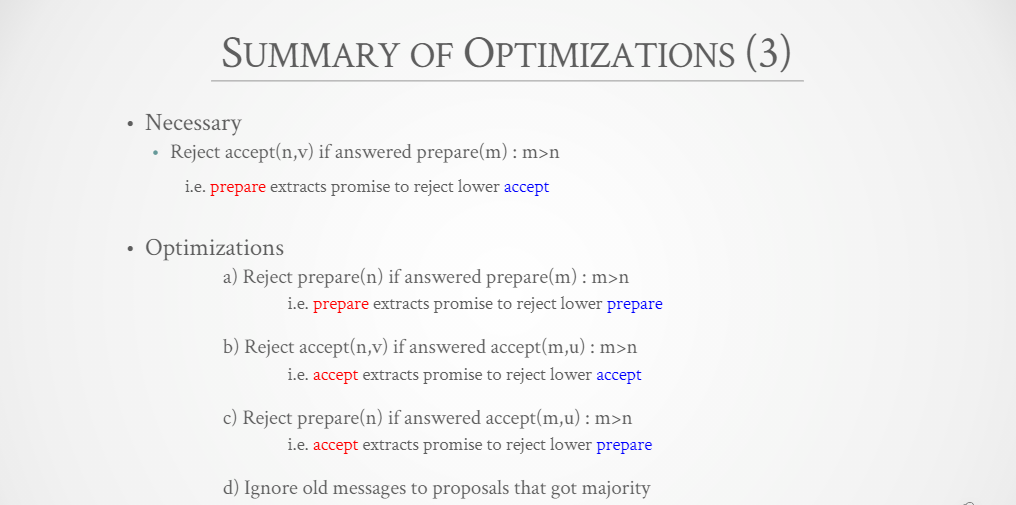 SUMMARY OF OPTIMIZATIONS (3)
• Necessary
• Reject accept(n,v) if answered prepare(m) : m>n
i.e. prepare extracts promise to reject lower accept
• Optimizations
a) Reject prepare(n) if answered prepare(m) : m>n
i.e. prepare extracts promise to reject lower prepare
b) Reject accept(n,v) if answered accept(m,u) : m>n
i.e. accept extracts promise to reject lower accept
c) Reject prepare(n) if answered accept(m,u) : m>n
i.e. accept extracts promise to reject lower prepare
d) Ignore old messages to proposals that got majority